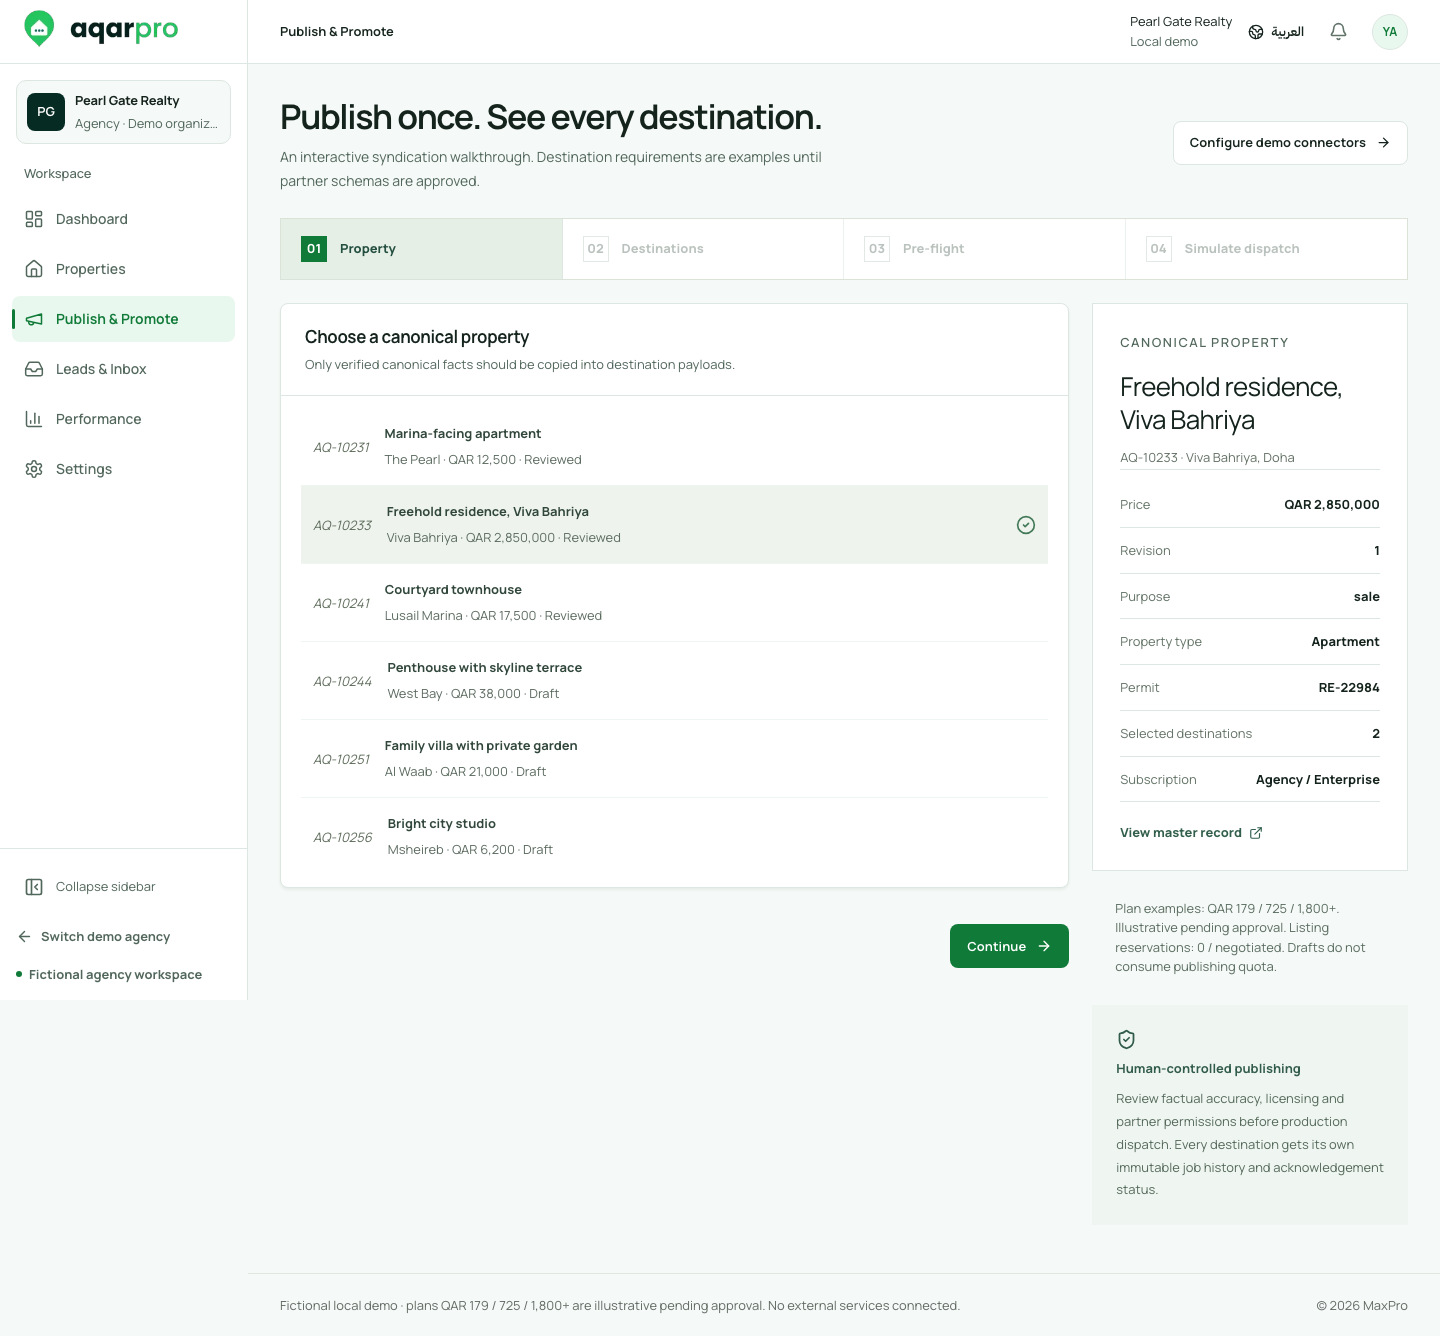 aqarpro
Publish & Promote
Pearl Gate Realty
Local demo
العربية
YA
PG
Pearl Gate Realty
Agency · Demo organiz...
Workspace
Dashboard
Properties
Publish & Promote
Leads & Inbox
Performance
Settings
Collapse sidebar
Switch demo agency
Fictional agency workspace
Publish once. See every destination.
An interactive syndication walkthrough. Destination requirements are examples until
partner schemas are approved.
Configure demo connectors
01 Property
02 Destinations
03 Pre-flight
04 Simulate dispatch
Choose a canonical property
Only verified canonical facts should be copied into destination payloads.
AQ-10231
Marina-facing apartment
The Pearl · QAR 12,500 · Reviewed
AQ-10233
Freehold residence, Viva Bahriya
Viva Bahriya · QAR 2,850,000 · Reviewed
AQ-10241
Courtyard townhouse
Lusail Marina · QAR 17,500 · Reviewed
AQ-10244
Penthouse with skyline terrace
West Bay · QAR 38,000 · Draft
AQ-10251
Family villa with private garden
Al Waab · QAR 21,000 · Draft
AQ-10256
Bright city studio
Msheireb · QAR 6,200 · Draft
Continue
CANONICAL PROPERTY
Freehold residence,
Viva Bahriya
AQ-10233 · Viva Bahriya, Doha
Price QAR 2,850,000
Revision 1
Purpose sale
Property type Apartment
Permit RE-22984
Selected destinations 2
Subscription Agency / Enterprise
View master record
Plan examples: QAR 179 / 725 / 1,800+.
Illustrative pending approval. Listing
reservations: 0 / negotiated. Drafts do not
consume publishing quota.
Human-controlled publishing
Review factual accuracy, licensing and
partner permissions before production
dispatch. Every destination gets its own
immutable job history and acknowledgement
status.
Fictional local demo · plans QAR 179 / 725 / 1,800+ are illustrative pending approval. No external services connected.
© 2026 MaxPro